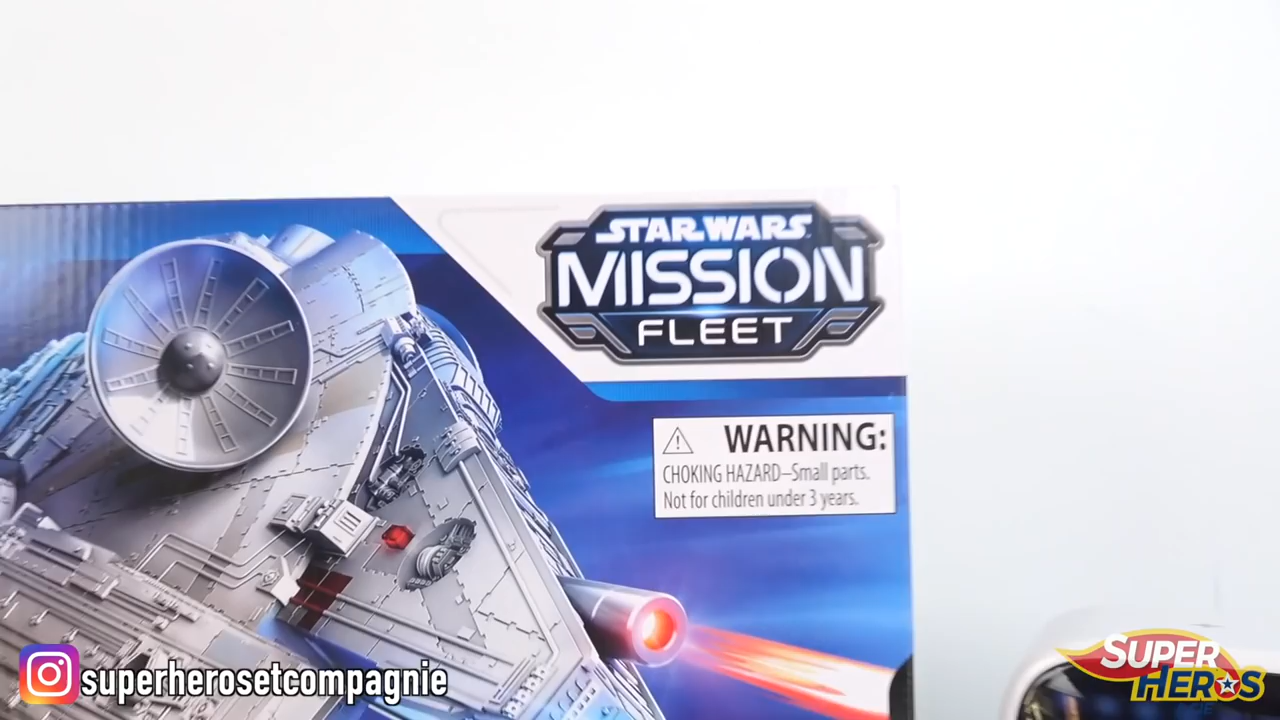 STAR WARS
MISSION
FLEET
WARNING:
CHOKING HAZARD–Small parts.
Not for children under 3 years.
superherosetcompagnie
SUPER
HEROS